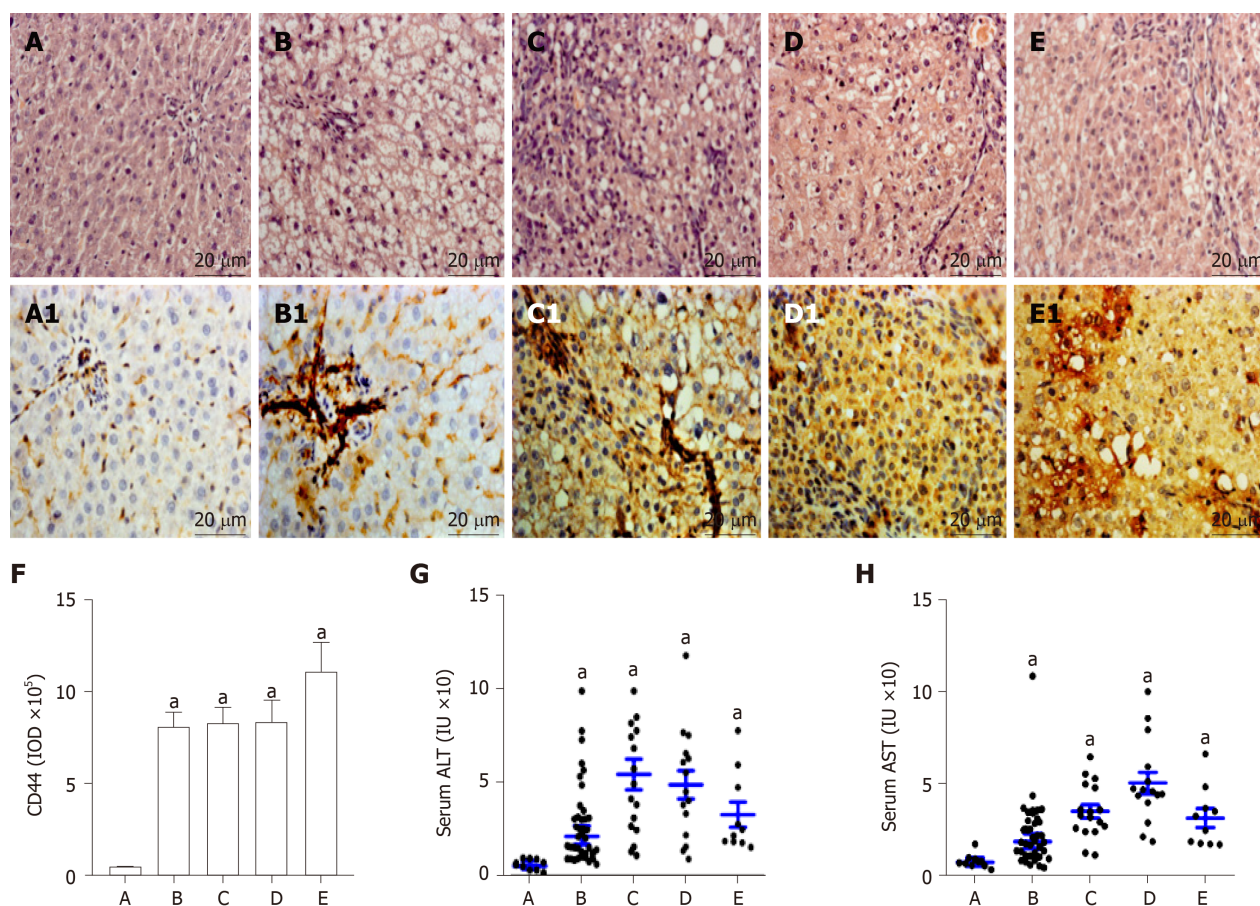 A B C D E
20 µm 20 µm 20 µm 20 µm 20 µm
A1 B1 C1 D1 E1
20 µm 20 µm 20 µm 20 µm 20 µm
F
CD44 (IOD ×10⁵)
15
10
5
0
a a a a
A B C D E
G
Serum ALT (IU ×10)
15
10
5
0
a a a a
A B C D E
H
Serum AST (IU ×10)
15
10
5
0
a a a a
A B C D E